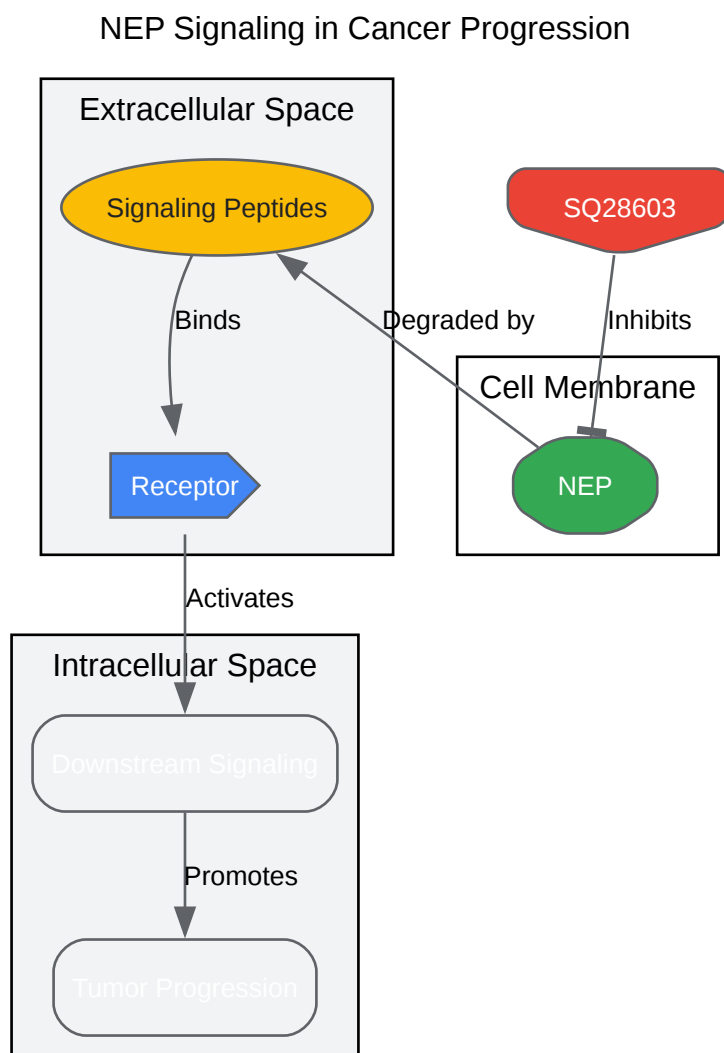 NEP Signaling in Cancer Progression
Extracellular Space
Signaling Peptides
SQ28603
Binds
Degraded by
Inhibits
Cell Membrane
Receptor
NEP
Activates
Intracellular Space
Downstream Signaling
Promotes
Tumor Progression